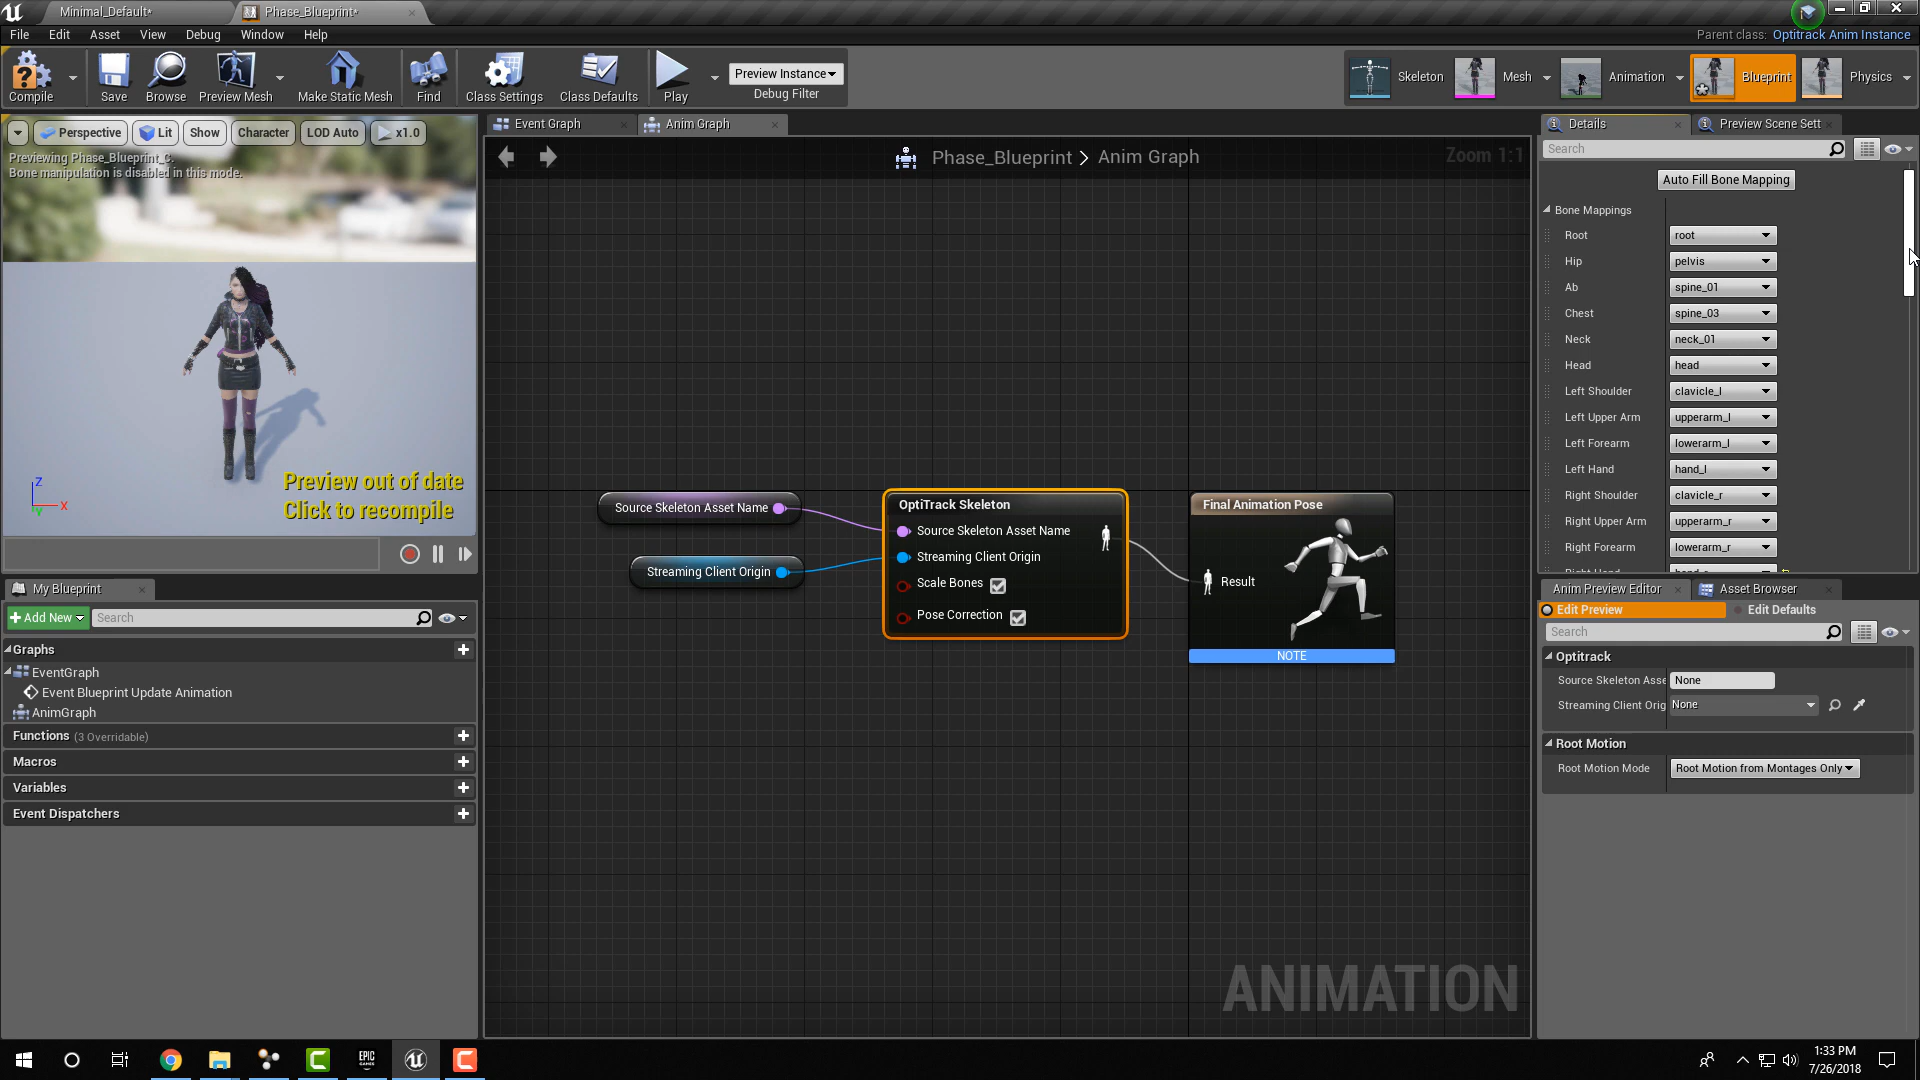 Minimal_Default*
Phase_Blueprint*
File
Edit
Asset
View
Debug
Window
Help
Parent class: Optitrack Anim Instance
Compile
Save
Browse
Preview Mesh
Make Static Mesh
Find
Class Settings
Class Defaults
Play
Preview Instance
Debug Filter
Skeleton
Mesh
Animation
Blueprint
Physics
Perspective
Lit
Show
Character
LOD Auto
x1.0
Previewing Phase_Blueprint_C.
Bone manipulation is disabled in this mode.
Z
X
Y
Preview out of date
Click to recompile
Event Graph
Anim Graph
Phase_Blueprint > Anim Graph
Zoom 1:1
Source Skeleton Asset Name
Streaming Client Origin
OptiTrack Skeleton
Source Skeleton Asset Name
Streaming Client Origin
Scale Bones
Pose Correction
Final Animation Pose
Result
NOTE
ANIMATION
My Blueprint
Add New
Search
Graphs
EventGraph
Event Blueprint Update Animation
AnimGraph
Functions (3 Overridable)
Macros
Variables
Event Dispatchers
Details
Preview Scene Sett
Search
Auto Fill Bone Mapping
Bone Mappings
Root root
Hip pelvis
Ab spine_01
Chest spine_03
Neck neck_01
Head head
Left Shoulder clavicle_l
Left Upper Arm upperarm_l
Left Forearm lowerarm_l
Left Hand hand_l
Right Shoulder clavicle_r
Right Upper Arm upperarm_r
Right Forearm lowerarm_r
Anim Preview Editor
Asset Browser
Edit Preview
Edit Defaults
Search
Optitrack
Source Skeleton Asse None
Streaming Client Orig None
Root Motion
Root Motion Mode Root Motion from Montages Only
EPIC
GAMES
1:33 PM
7/26/2018